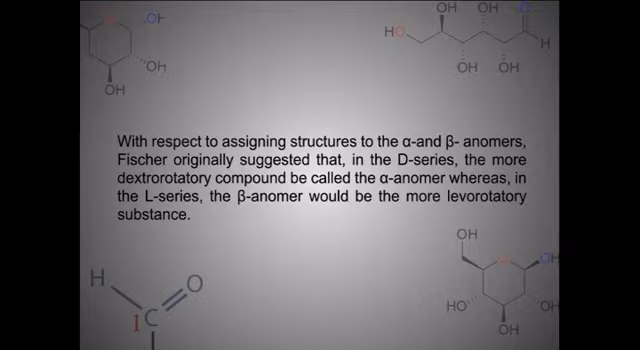 OH
OH
OH
OH
O
HO
H
OH
OH
OH
OH
With respect to assigning structures to the α-and β- anomers,
Fischer originally suggested that, in the D-series, the more
dextrorotatory compound be called the α-anomer whereas, in
the L-series, the β-anomer would be the more levorotatory
substance.
OH
H
O
1
C
O
OH
HO
OH
OH